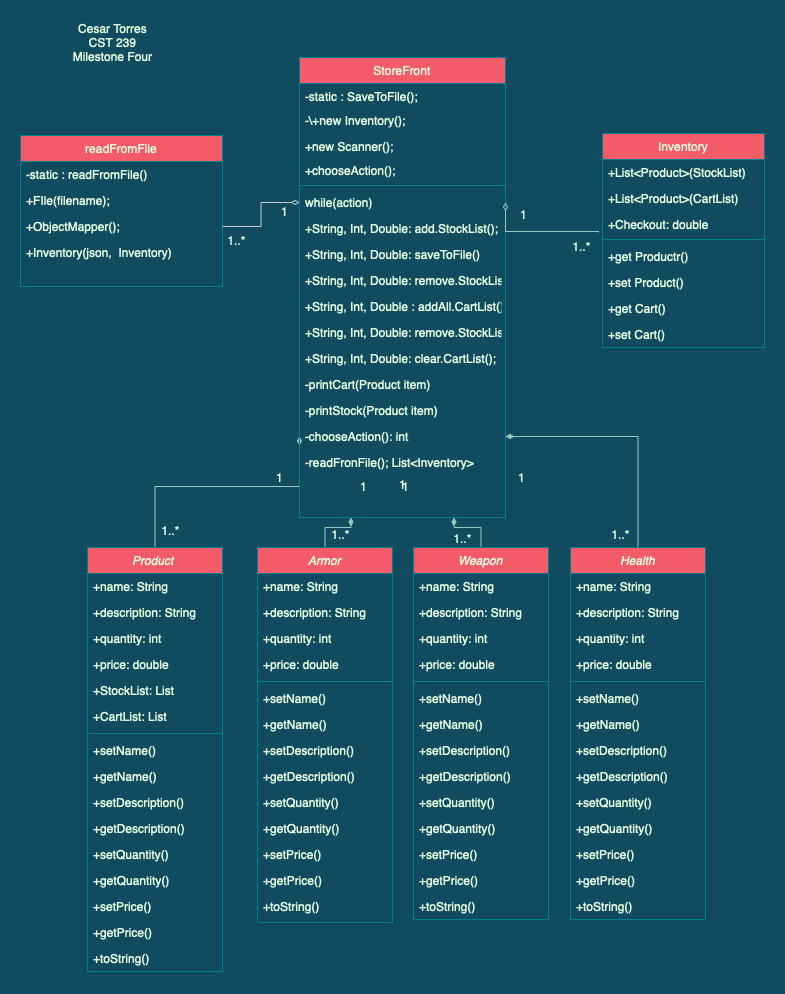 Cesar Torres
CST 239
Milestone Four
StoreFront
-static : SaveToFile();
-\+new Inventory();
+new Scanner();
+chooseAction();
while(action)
+String, Int, Double: add.StockList();
+String, Int, Double: saveToFile()
+String, Int, Double: remove.StockLis
+String, Int, Double : addAll.CartList()
+String, Int, Double: remove.StockLis
+String, Int, Double: clear.CartList();
-printCart(Product item)
-printStock(Product item)
-chooseAction(): int
-readFronFile(); List<Inventory>
readFromFile
-static : readFromFile()
+FIle(filename);
+ObjectMapper();
+Inventory(json, Inventory)
1
1..*
Inventory
+List<Product>(StockList)
+List<Product>(CartList)
+Checkout: double
+get Productr()
+set Product()
+get Cart()
+set Cart()
1
1..*
1
1
1
1
1
1..*
1..*
1..*
1..*
Product
+name: String
+description: String
+quantity: int
+price: double
+StockList: List
+CartList: List
+setName()
+getName()
+setDescription()
+getDescription()
+setQuantity()
+getQuantity()
+setPrice()
+getPrice()
+toString()
Armor
+name: String
+description: String
+quantity: int
+price: double
+setName()
+getName()
+setDescription()
+getDescription()
+setQuantity()
+getQuantity()
+setPrice()
+getPrice()
+toString()
Weapon
+name: String
+description: String
+quantity: int
+price: double
+setName()
+getName()
+setDescription()
+getDescription()
+setQuantity()
+getQuantity()
+setPrice()
+getPrice()
+toString()
Health
+name: String
+description: String
+quantity: int
+price: double
+setName()
+getName()
+setDescription()
+getDescription()
+setQuantity()
+getQuantity()
+setPrice()
+getPrice()
+toString()